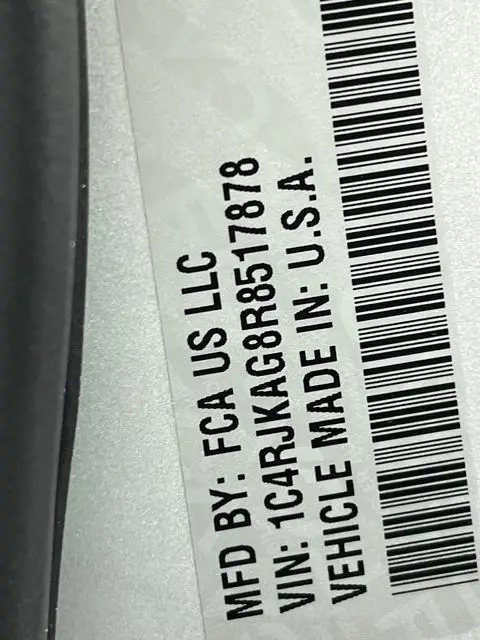 MFD BY: FCA US LLC
VIN: 1C4RJKAG8R8517878
VEHICLE MADE IN: U.S.A.